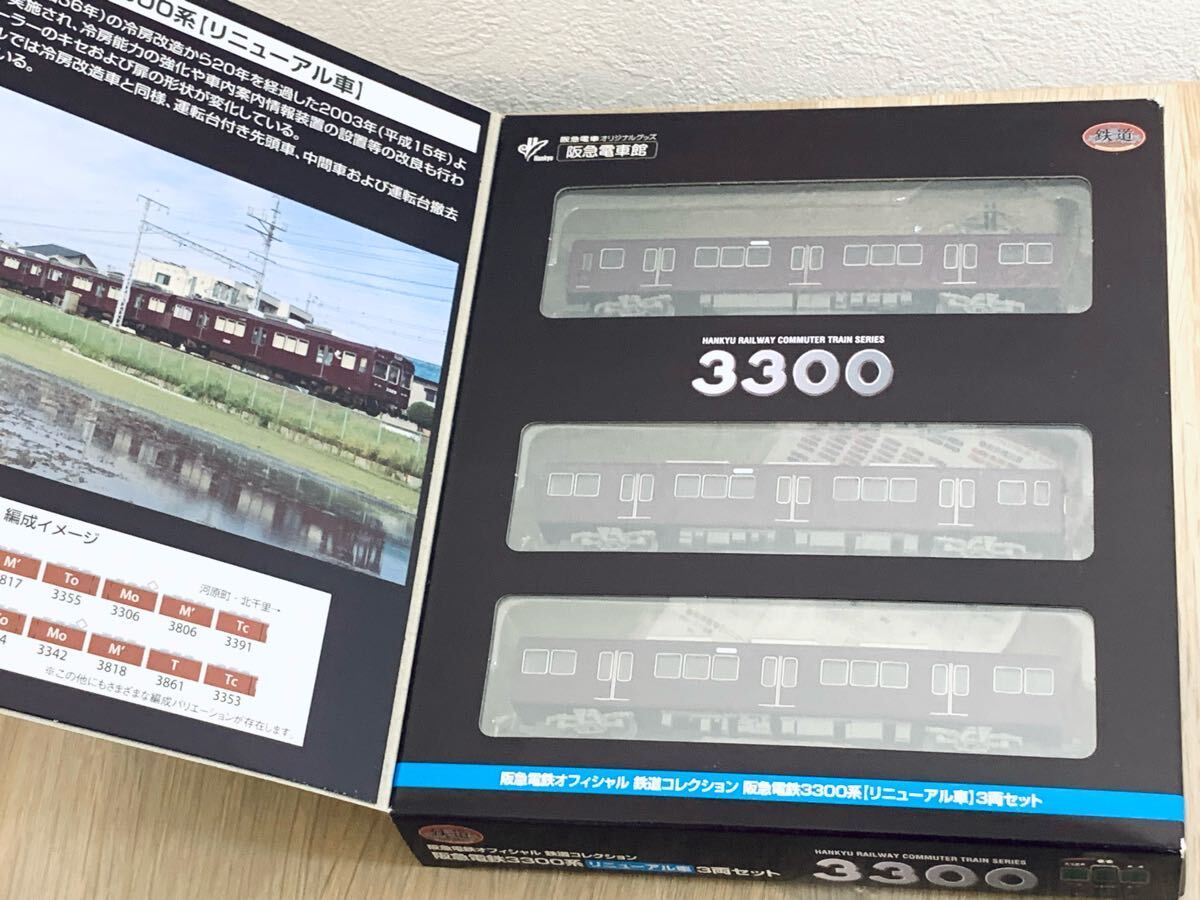 300系【リニューアル車】
56年)の冷房改造から20年を経過した2003年(平成15年)よ
実施され、冷房能力の強化や車内案内情報装置の設置等の改良も行わ
ーラーのキセおよび扉の形状が変化している。
ルでは冷房改造車と同様、運転台付き先頭車、中間車および運転台撤去
いる。
編成イメージ
河原町・北千里→
M' To Mo M' Tc
817 3355 3306 3806 3391
Mo M' T Tc
4 3342 3818 3861 3353
※この他にもさまざまな編成バリエーションが存在します。
Hankyu
阪急電車オリジナルグッズ
阪急電車館
鉄道
HANKYU RAILWAY COMMUTER TRAIN SERIES
3300
阪急電鉄オフィシャル 鉄道コレクション 阪急電鉄3300系【リニューアル車】3両セット
鉄道
阪急電鉄オフィシャル 鉄道コレクション
阪急電鉄3300系 リニューアル車 3両セット
HANKYU RAILWAY COMMUTER TRAIN SERIES
3300